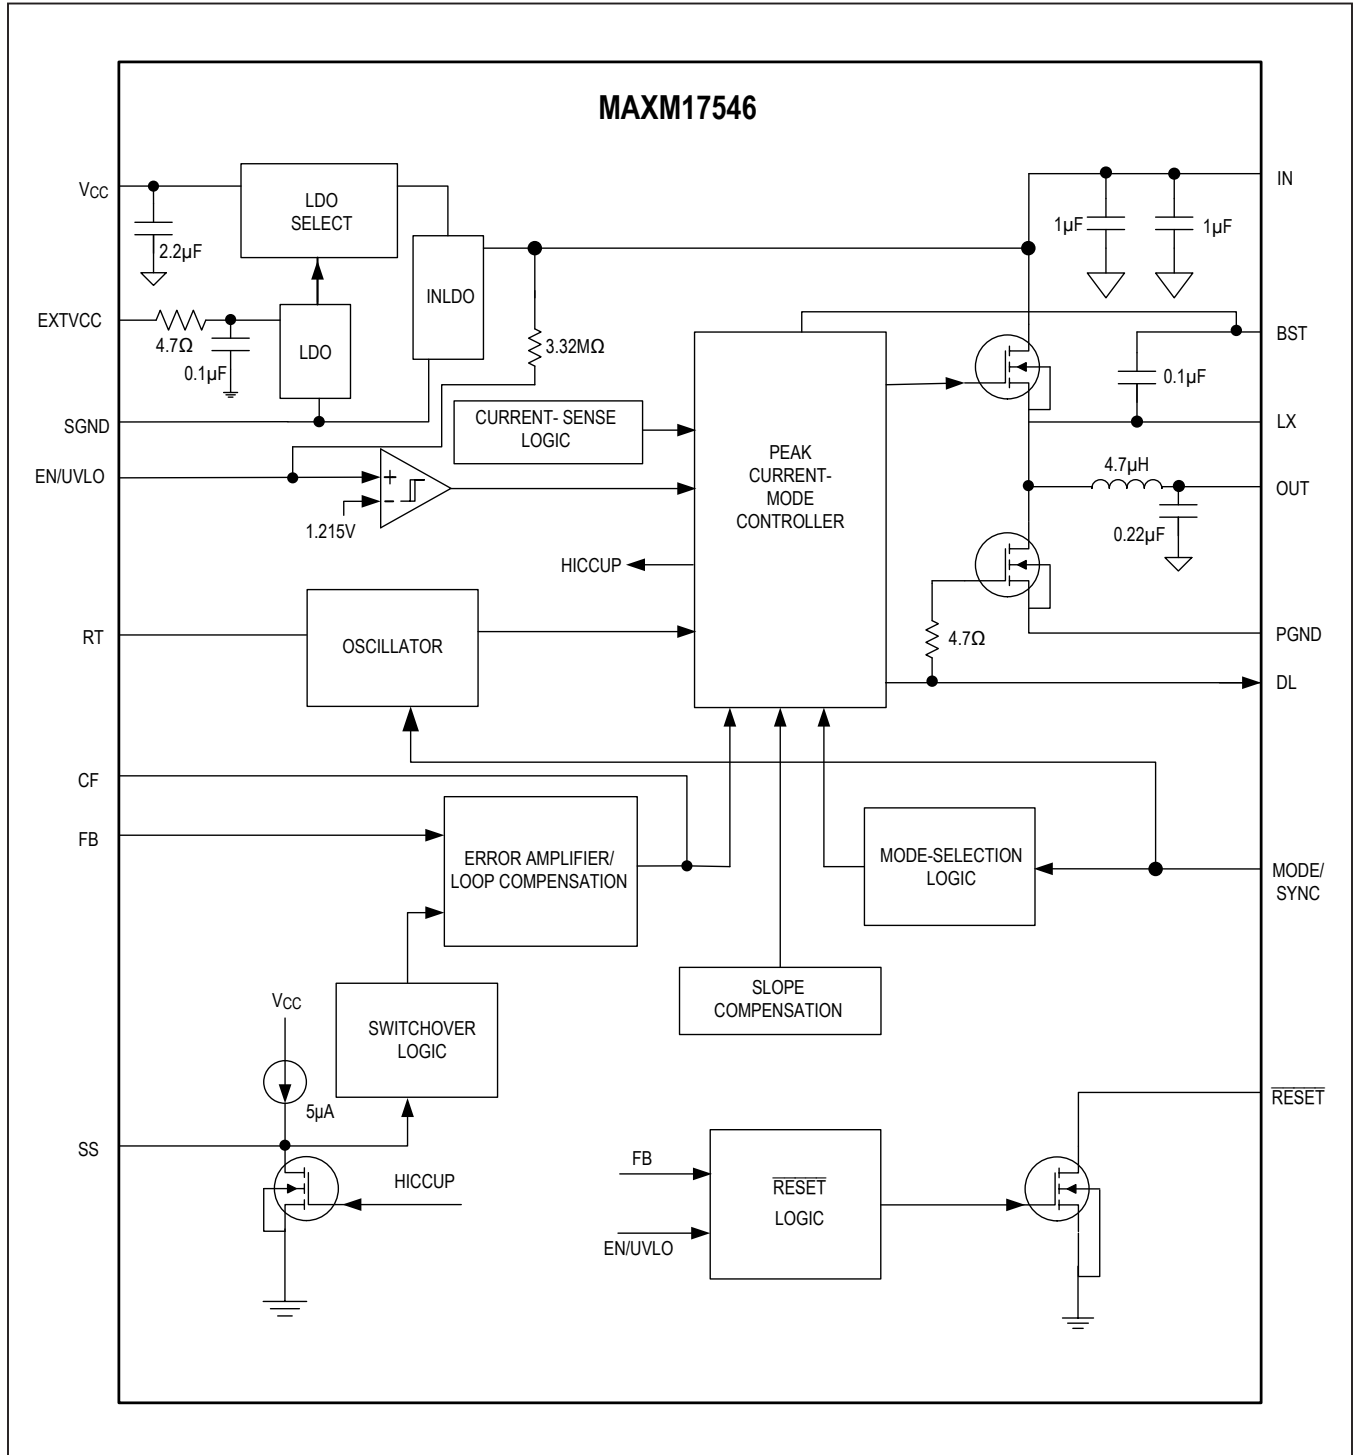 MAXM17546
VCC
LDO
SELECT
IN
1µF
1µF
2.2µF
INLDO
EXTVCC
4.7Ω
0.1µF
LDO
3.32MΩ
BST
0.1µF
SGND
CURRENT- SENSE
LOGIC
LX
EN/UVLO
+
-
1.215V
PEAK
CURRENT-
MODE
CONTROLLER
4.7µH
OUT
0.22µF
HICCUP
RT
OSCILLATOR
4.7Ω
PGND
DL
CF
FB
ERROR AMPLIFIER/
LOOP COMPENSATION
MODE-SELECTION
LOGIC
MODE/
SYNC
SLOPE
COMPENSATION
VCC
SWITCHOVER
LOGIC
5µA
SS
HICCUP
RESET
FB
EN/UVLO
RESET
LOGIC